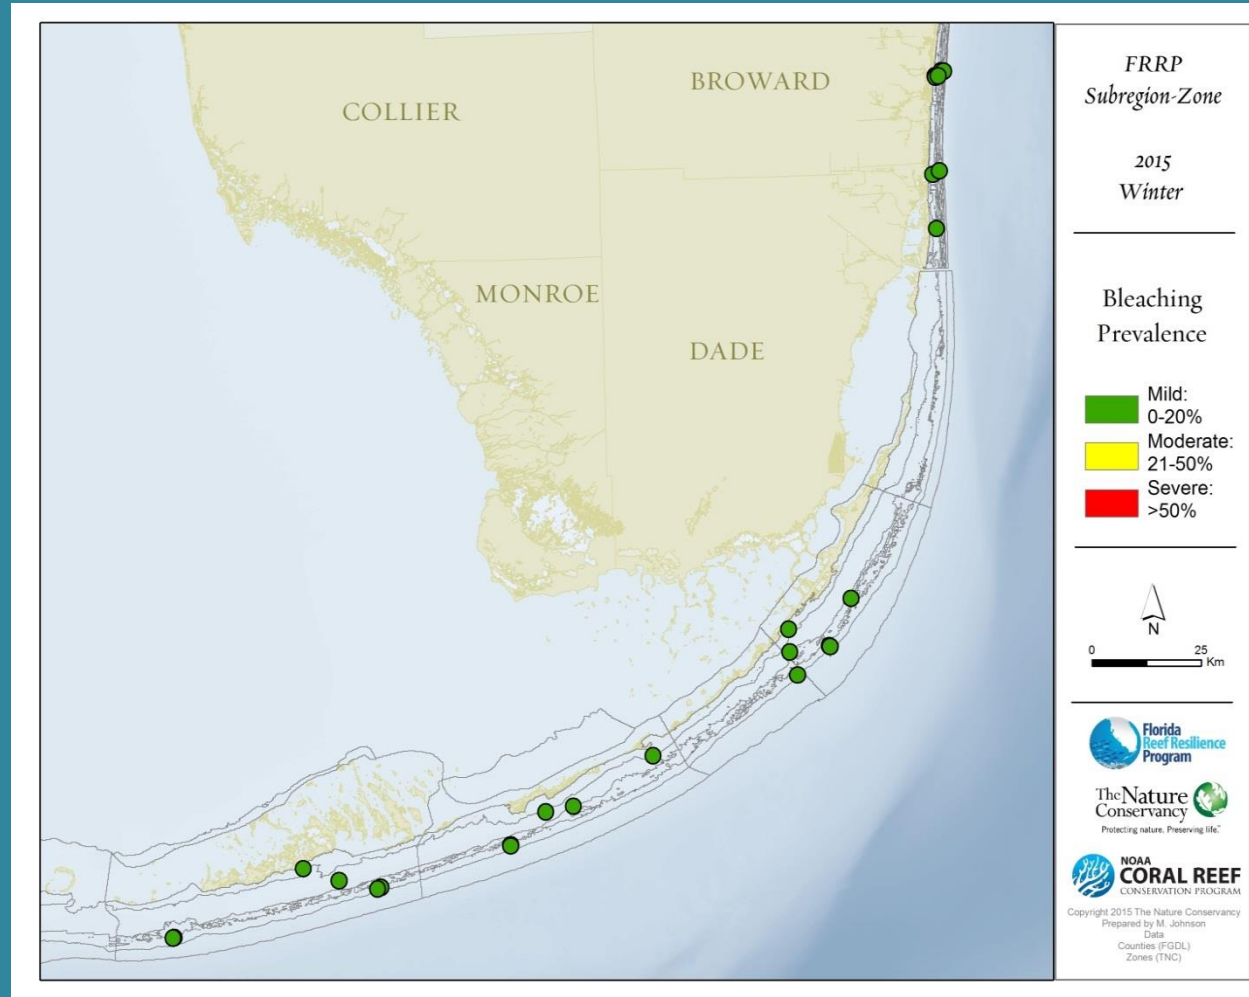 COLLIER
BROWARD
MONROE
DADE
FRRP
Subregion-Zone
2015
Winter
Bleaching
Prevalence
Mild:
0-20%
Moderate:
21-50%
Severe:
>50%
N
0 25
Km
Florida
Reef Resilience
Program
The Nature
Conservancy
Protecting nature. Preserving life.™
NOAA
CORAL REEF
CONSERVATION PROGRAM
Copyright 2015 The Nature Conservancy
Prepared by M. Johnson
Data
Counties (FGDL)
Zones (TNC)